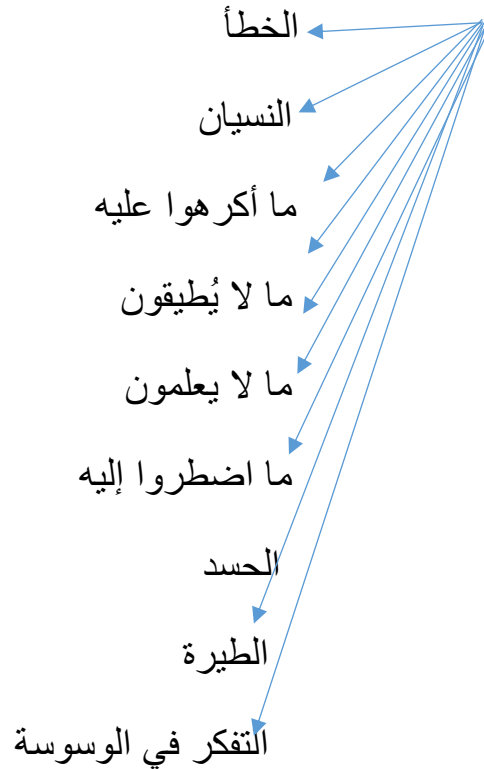 الخطأ
النسيان
ما أكرهوا عليه
ما لا يُطيقون
ما لا يعلمون
ما اضطروا إليه
الحسد
الطيرة
التفكر في الوسوسة